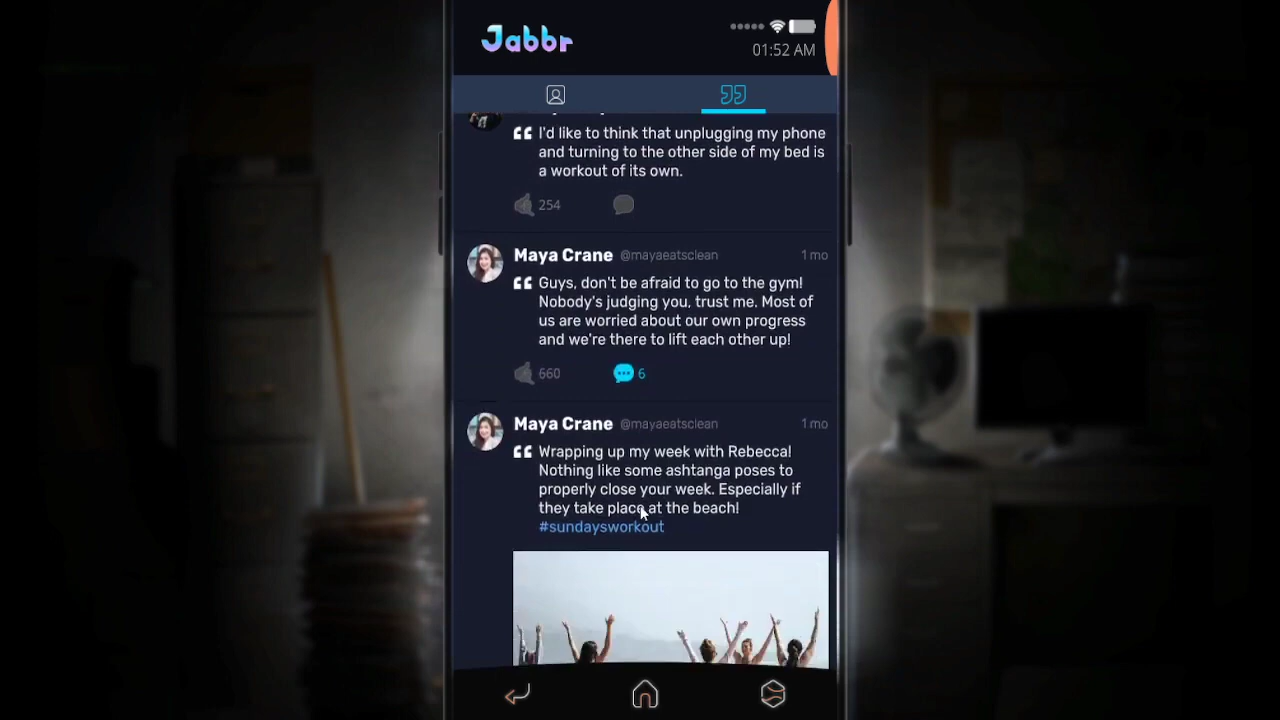 Jabbr
01:52 AM
I'd like to think that unplugging my phone
and turning to the other side of my bed is
a workout of its own.
254
Maya Crane @mayaeatsclean 1 mo
Guys, don't be afraid to go to the gym!
Nobody's judging you, trust me. Most of
us are worried about our own progress
and we're there to lift each other up!
660 6
Maya Crane @mayaeatsclean 1 mo
Wrapping up my week with Rebecca!
Nothing like some ashtanga poses to
properly close your week. Especially if
they take place at the beach!
#sundaysworkout